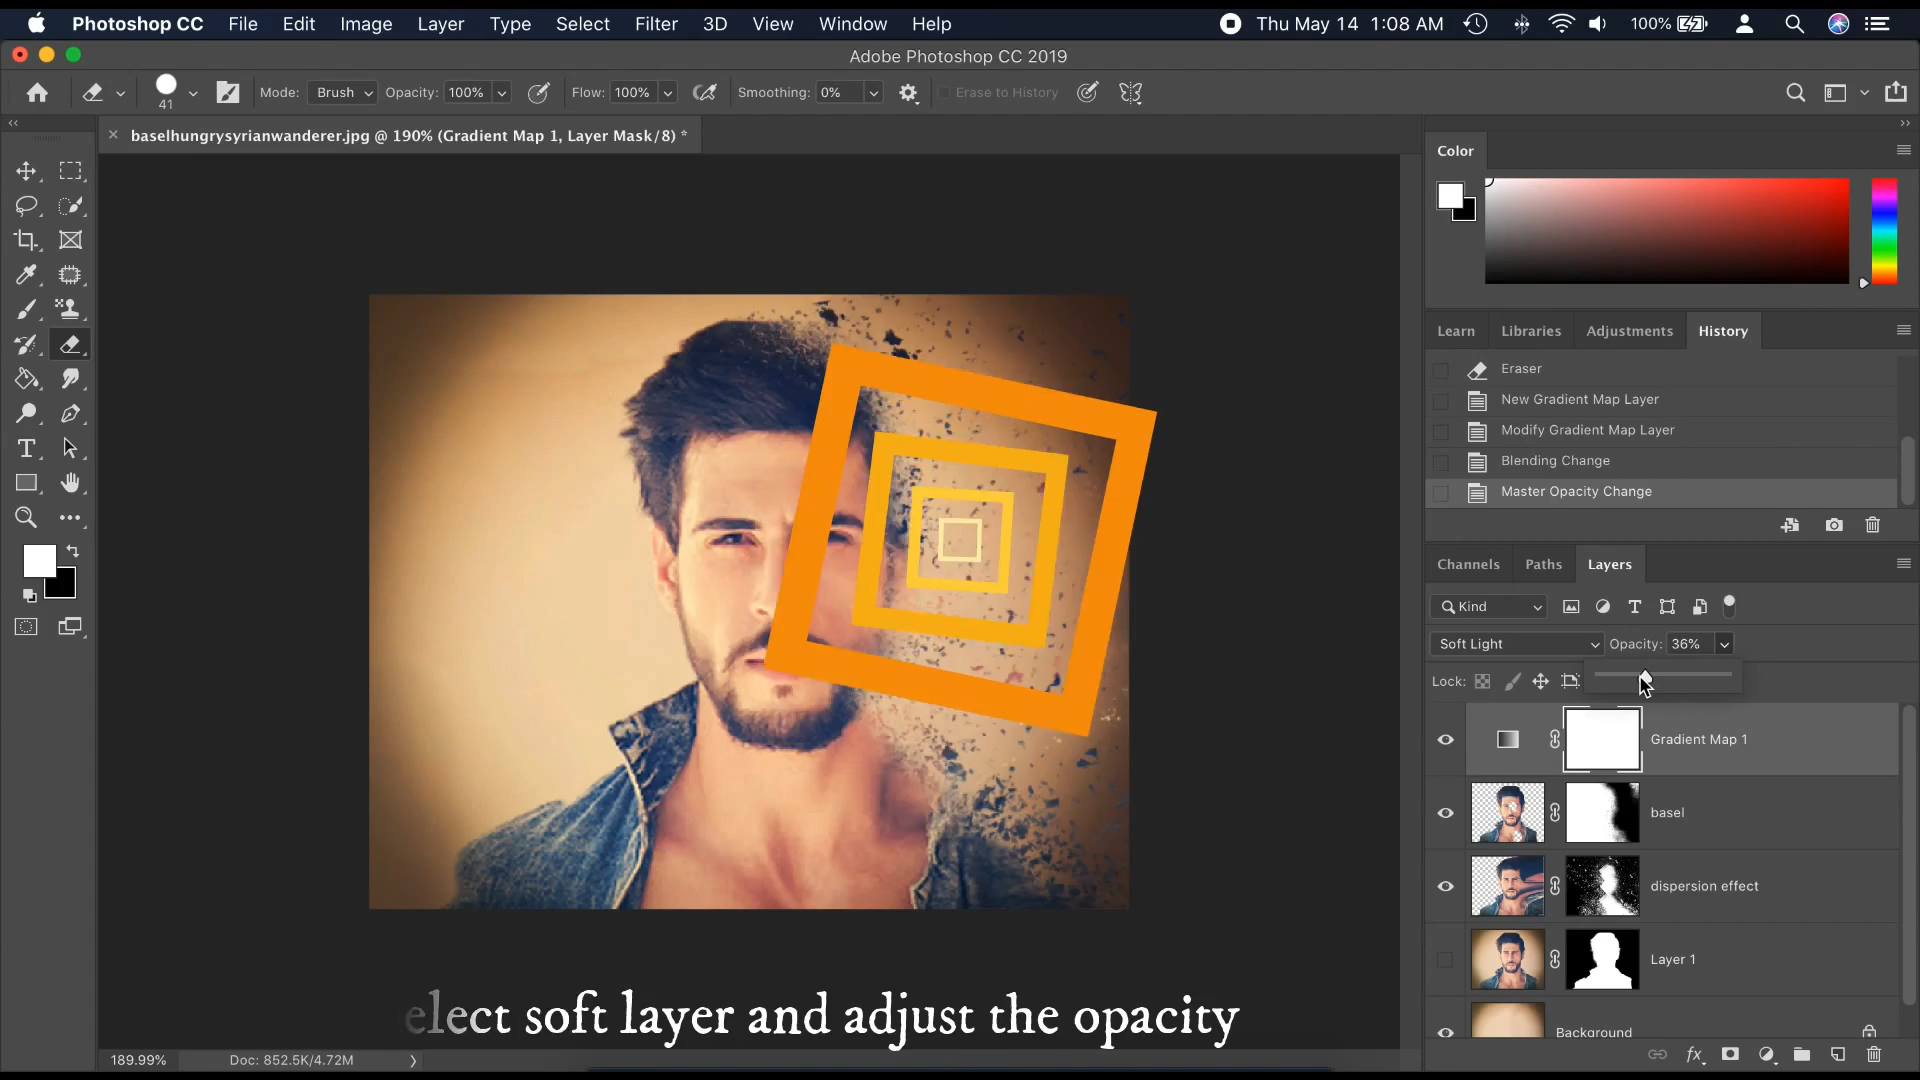 Photoshop CC File Edit Image Layer Type Select Filter 3D View Window Help Thu May 14 1:08 AM 100%
Adobe Photoshop CC 2019
41 Mode: Brush Opacity: 100% Flow: 100% Smoothing: 0% Erase to History
baselhungrysyrianwanderer.jpg @ 190% (Gradient Map 1, Layer Mask/8) *
Color
Learn Libraries Adjustments History
Eraser
New Gradient Map Layer
Modify Gradient Map Layer
Blending Change
Master Opacity Change
Channels Paths Layers
Kind
Soft Light Opacity: 36%
Lock:
Gradient Map 1
basel
dispersion effect
Layer 1
Background
elect soft layer and adjust the opacity
189.99% Doc: 852.5K/4.72M